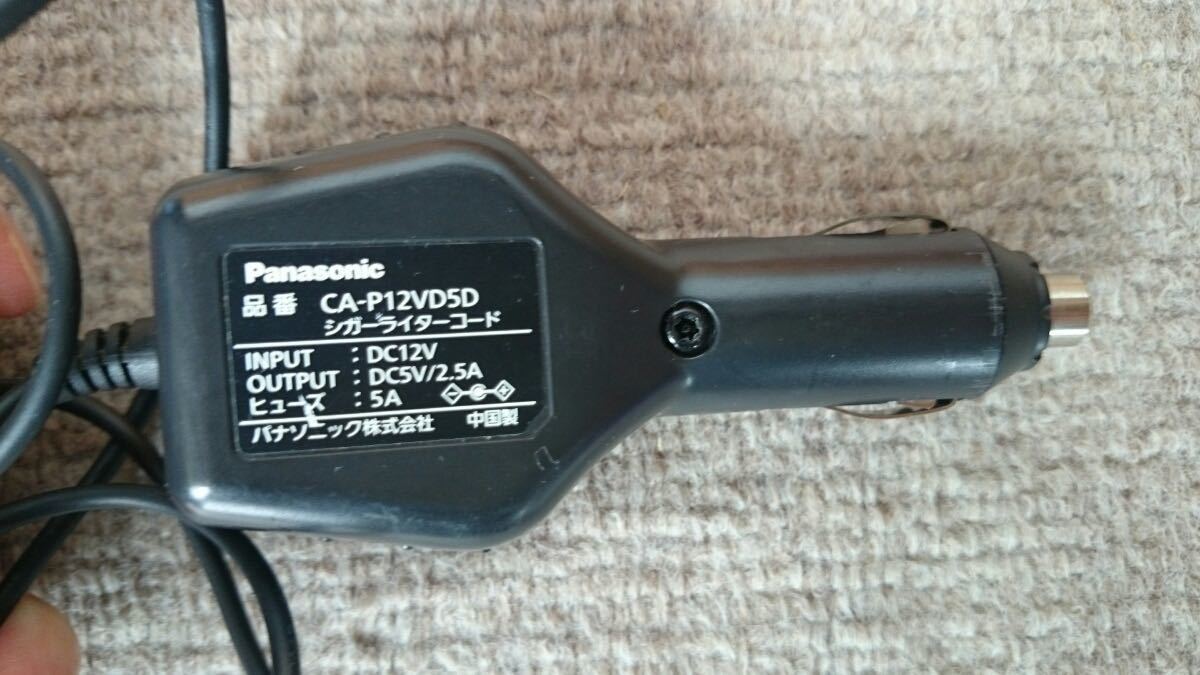 Panasonic
品番 CA-P12VD5D
シガーライターコード
INPUT : DC12V
OUTPUT : DC5V/2.5A
ヒューズ : 5A
パナソニック株式会社 中国製